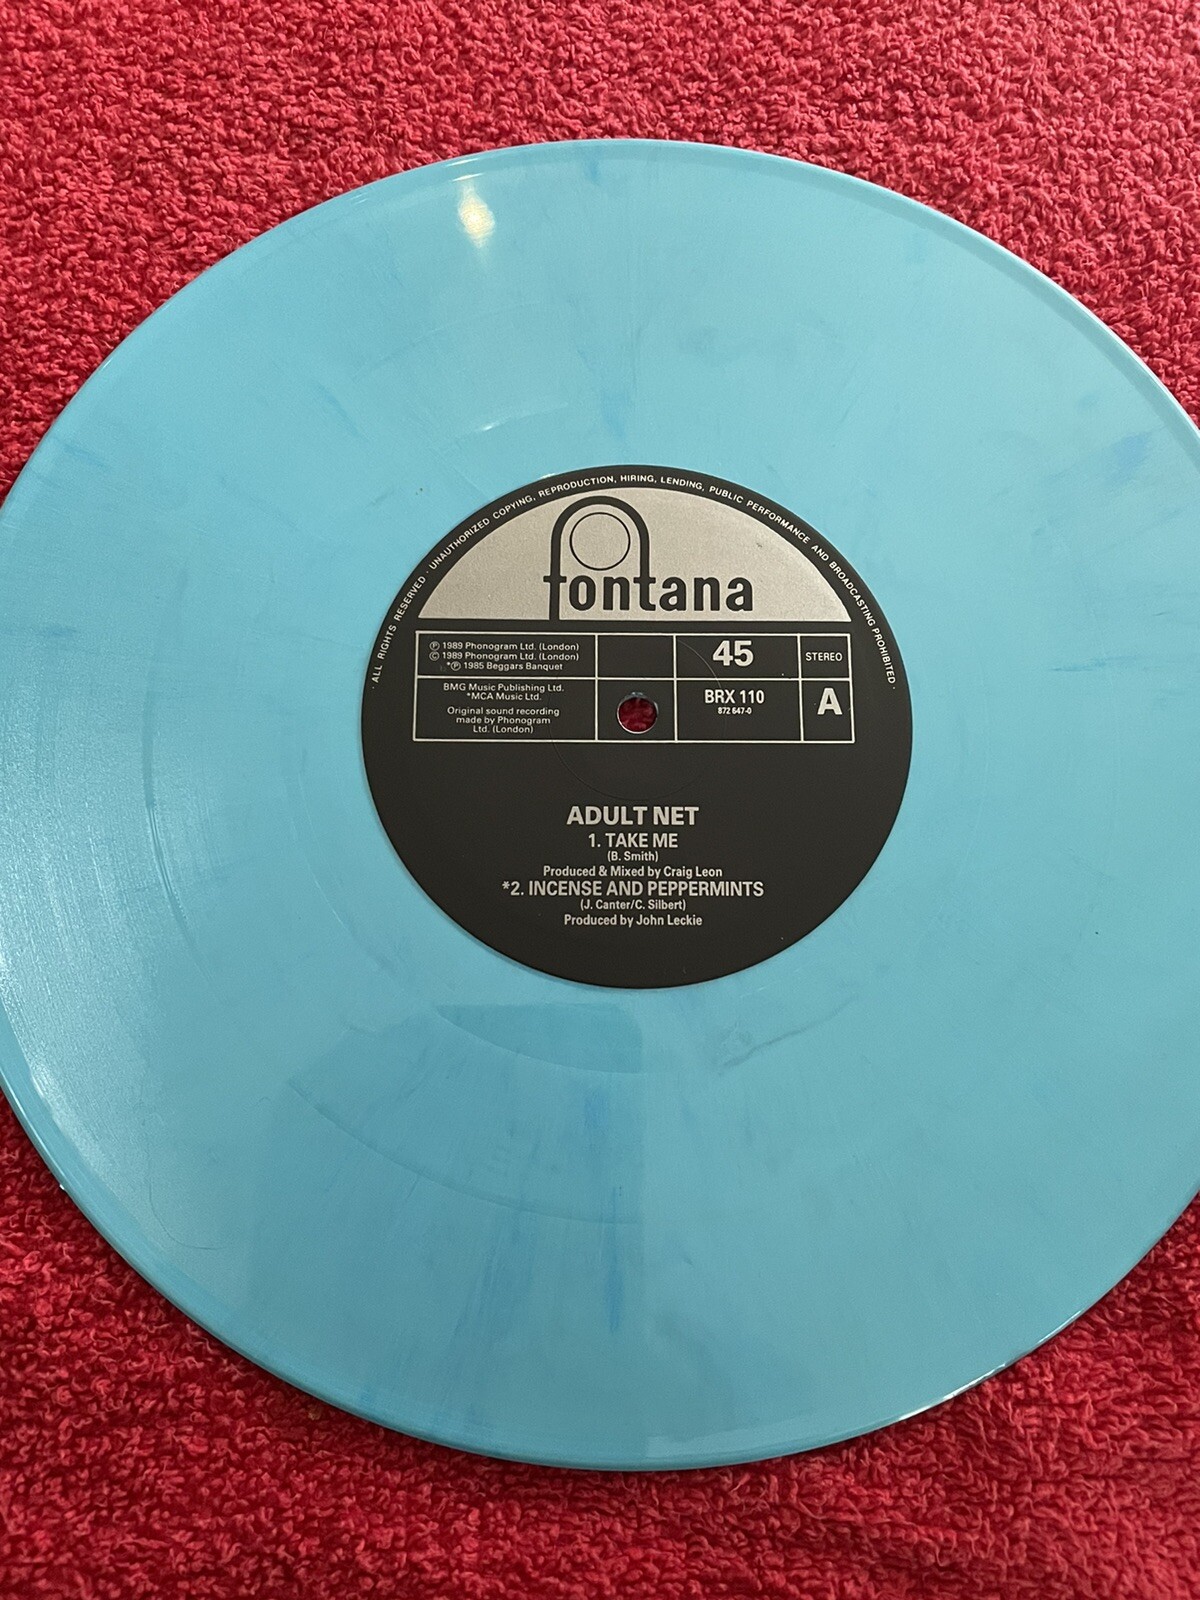 · ALL RIGHTS RESERVED · UNAUTHORIZED COPYING, REPRODUCTION, HIRING, LENDING, PUBLIC PERFORMANCE AND BROADCASTING PROHIBITED ·
fontana
Ⓟ 1989 Phonogram Ltd. (London)
© 1989 Phonogram Ltd. (London)
*Ⓟ 1985 Beggars Banquet
45
STEREO
BMG Music Publishing Ltd.
*MCA Music Ltd.
Original sound recording
made by Phonogram
Ltd. (London)
BRX 110
872 647-0
A
ADULT NET
1. TAKE ME
(B. Smith)
Produced & Mixed by Craig Leon
*2. INCENSE AND PEPPERMINTS
(J. Canter/C. Silbert)
Produced by John Leckie